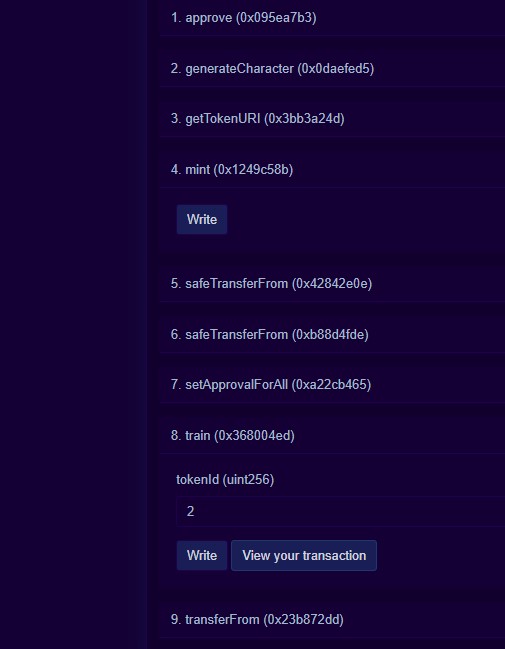 1. approve (0x095ea7b3)
2. generateCharacter (0x0daefed5)
3. getTokenURI (0x3bb3a24d)
4. mint (0x1249c58b)
Write
5. safeTransferFrom (0x42842e0e)
6. safeTransferFrom (0xb88d4fde)
7. setApprovalForAll (0xa22cb465)
8. train (0x368004ed)
tokenId (uint256)
2
Write View your transaction
9. transferFrom (0x23b872dd)